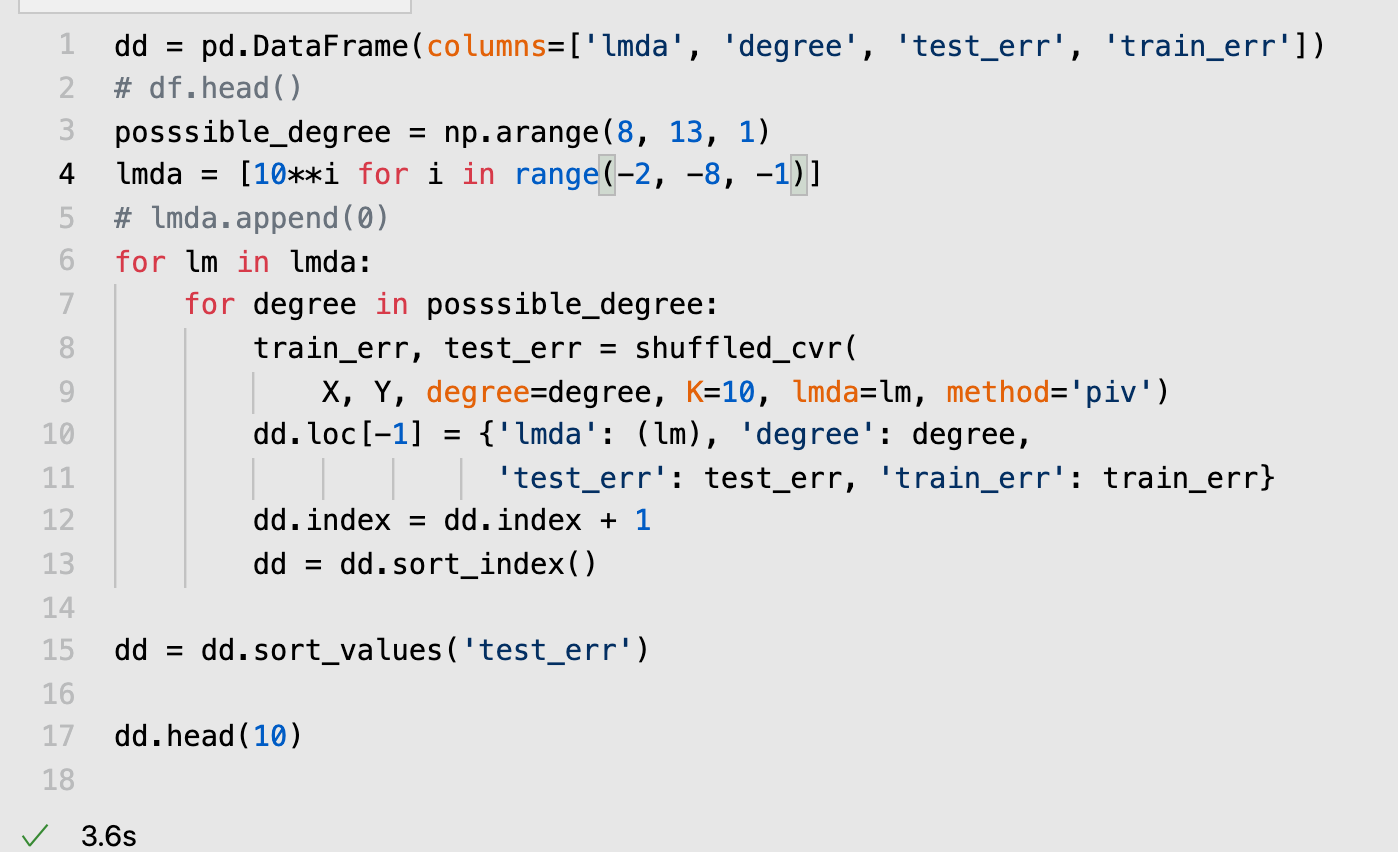 1 dd = pd.DataFrame(columns=['lmda', 'degree', 'test_err', 'train_err'])
2 # df.head()
3 posssible_degree = np.arange(8, 13, 1)
4 lmda = [10**i for i in range(-2, -8, -1)]
5 # lmda.append(0)
6 for lm in lmda:
7     for degree in posssible_degree:
8         train_err, test_err = shuffled_cvr(
9             X, Y, degree=degree, K=10, lmda=lm, method='piv')
10         dd.loc[-1] = {'lmda': (lm), 'degree': degree,
11                       'test_err': test_err, 'train_err': train_err}
12         dd.index = dd.index + 1
13         dd = dd.sort_index()
14
15 dd = dd.sort_values('test_err')
16
17 dd.head(10)
18
3.6s